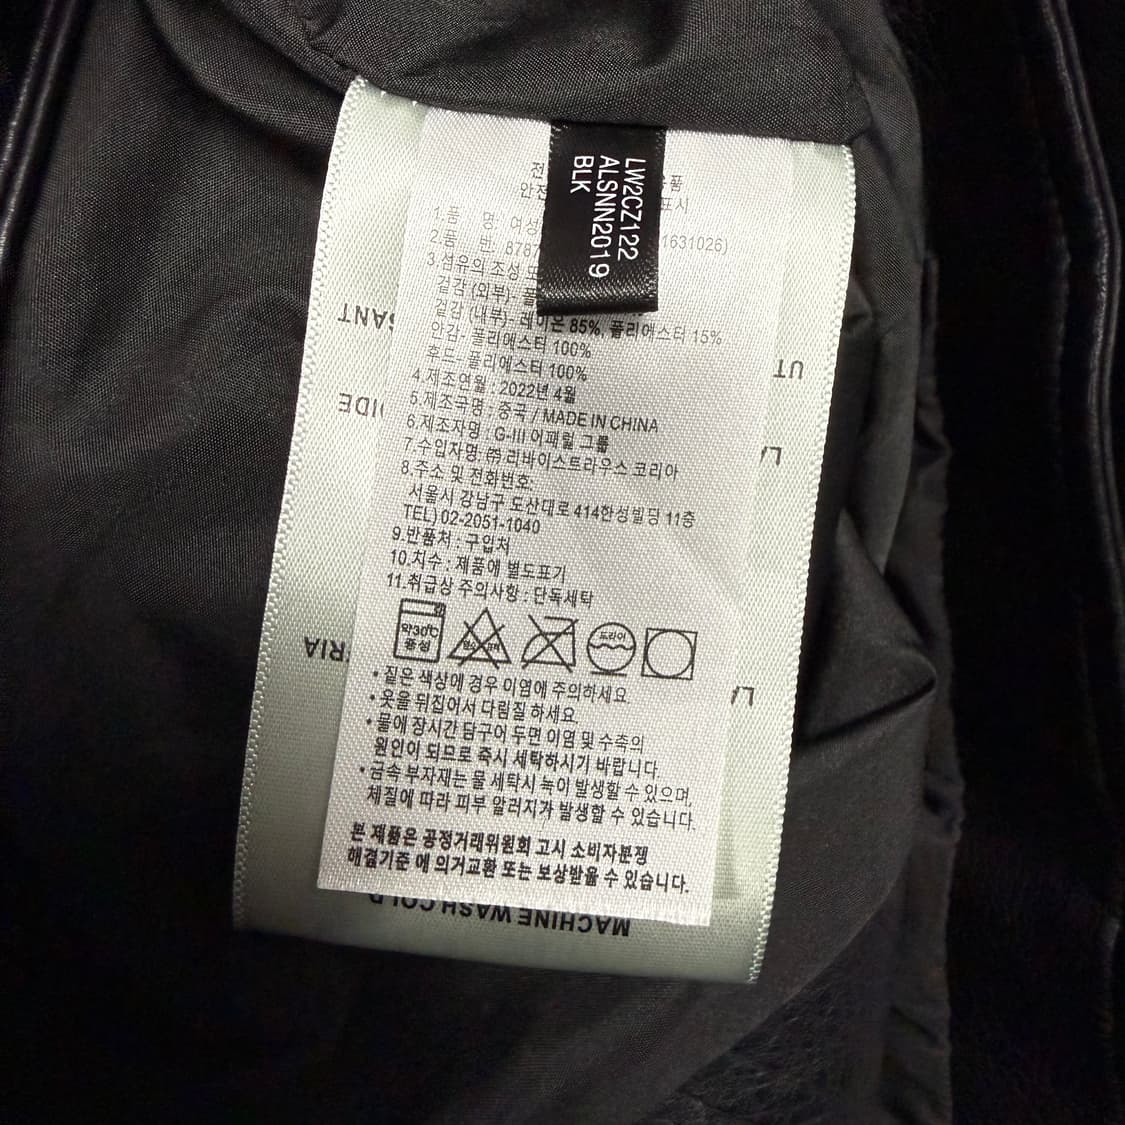 LW2CZ122
ALSNN2019
BLK
전 용품
안전 표시
1.품 명: 여성 1631026)
2.품 번: 8787
3.섬유의 조성 또
겉감 (외부)- 폴
겉감 (내부)- 레이온 85%, 폴리에스터 15%
안감- 폴리에스터 100%
후드- 폴리에스터 100%
4.제조연월 : 2022년 4월
5.제조국명 : 중국 / MADE IN CHINA
6.제조자명 : G-III 어패럴 그룹
7.수입자명 : ㈜ 리바이스트라우스 코리아
8.주소 및 전화번호.
서울시 강남구 도산대로 414한성빌딩 11층
TEL) 02-2051-1040
9.반품처 : 구입처
10.치수 : 제품에 별도표기
11.취급상 주의사항 : 단독세탁
약30℃
중성
드라이
• 짙은 색상에 경우 이염에 주의하세요
• 옷을 뒤집어서 다림질 하세요.
• 물에 장시간 담구어 두면 이염 및 수축의
원인이 되므로 즉시 세탁하시기 바랍니다.
• 금속 부자재는 물 세탁시 녹이 발생할 수 있으며,
체질에 따라 피부 알러지가 발생할 수 있습니다.
본 제품은 공정거래위원회 고시 소비자분쟁
해결기준 에 의거교환 또는 보상받을 수 있습니다.
MACHINE WASH COLD